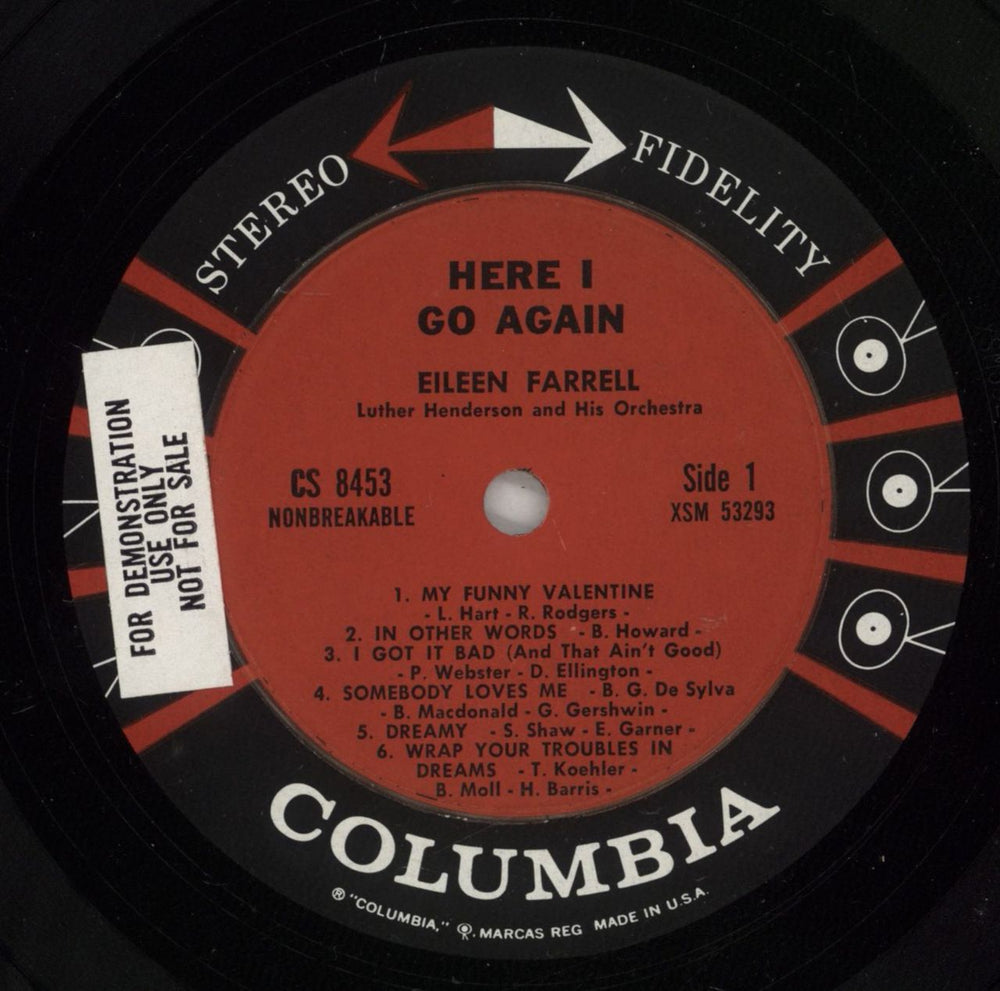 STEREO FIDELITY
HERE I
GO AGAIN
EILEEN FARRELL
Luther Henderson and His Orchestra
CS 8453
NONBREAKABLE
Side 1
XSM 53293
FOR DEMONSTRATION
USE ONLY
NOT FOR SALE
1. MY FUNNY VALENTINE
- L. Hart - R. Rodgers -
2. IN OTHER WORDS - B. Howard -
3. I GOT IT BAD (And That Ain't Good)
- P. Webster - D. Ellington -
4. SOMEBODY LOVES ME - B. G. De Sylva
- B. Macdonald - G. Gershwin -
5. DREAMY - S. Shaw - E. Garner -
6. WRAP YOUR TROUBLES IN
DREAMS - T. Koehler -
B. Moll - H. Barris -
COLUMBIA
® "COLUMBIA," MARCAS REG MADE IN U.S.A.